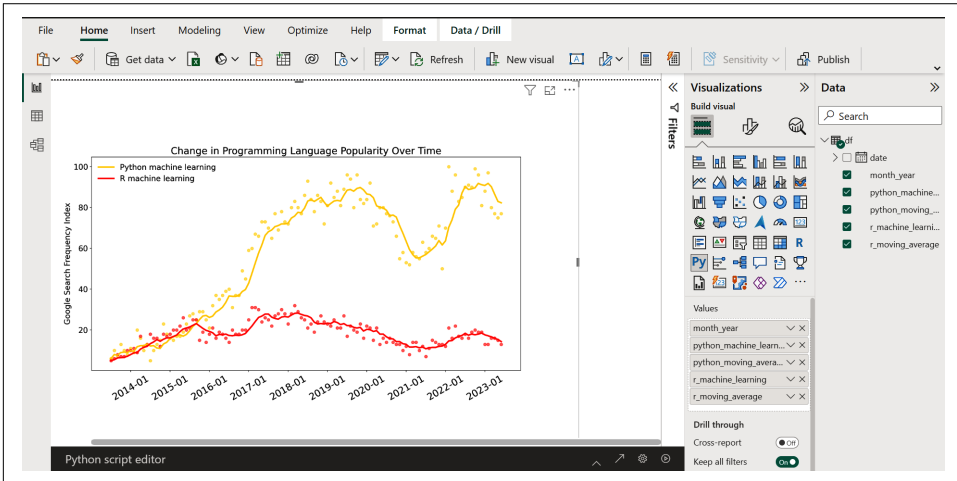 File Home Insert Modeling View Optimize Help Format Data / Drill
Get data Refresh New visual A Sensitivity Publish
Filters
Visualizations
Build visual
123
R
Py
Values
month_year
python_machine_learn...
python_moving_avera...
r_machine_learning
r_moving_average
Drill through
Cross-report Off
Keep all filters On
Data
Search
df
date
month_year
python_machine...
python_moving_...
r_machine_learni...
r_moving_average
Change in Programming Language Popularity Over Time
Python machine learning
R machine learning
Google Search Frequency Index
100
80
60
40
20
2014-01 2015-01 2016-01 2017-01 2018-01 2019-01 2020-01 2021-01 2022-01 2023-01
Python script editor